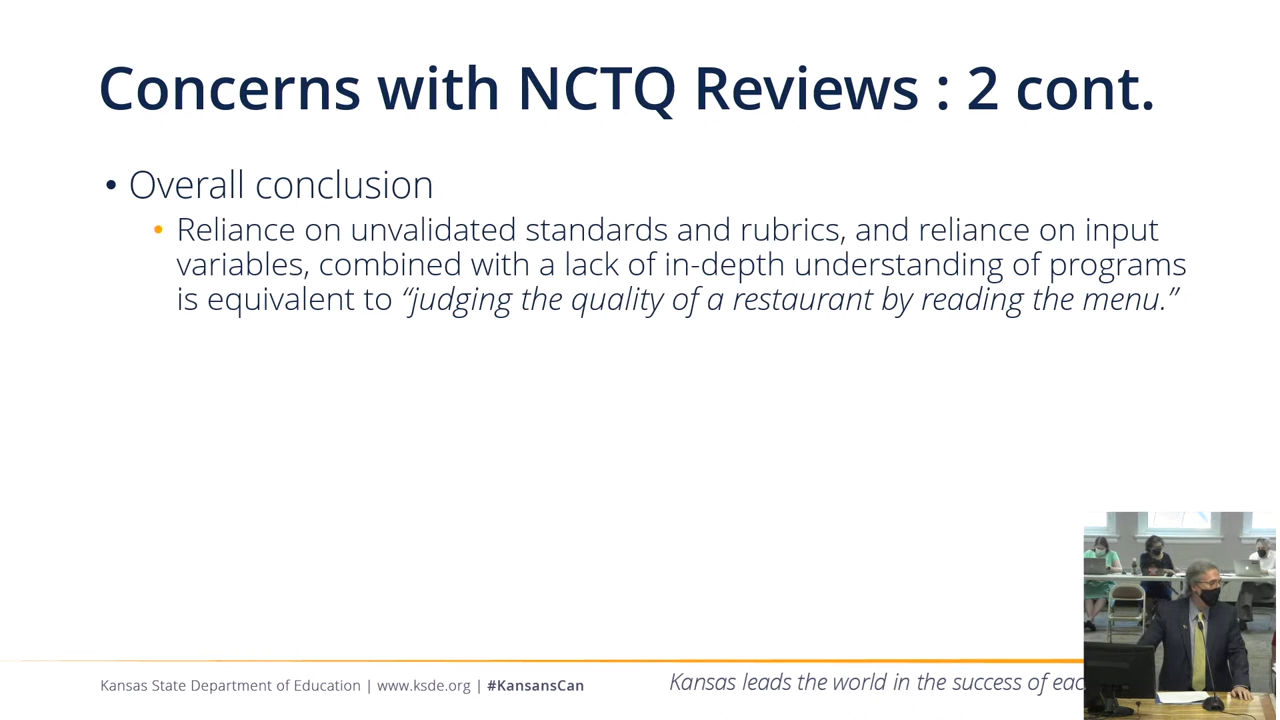 Concerns with NCTQ Reviews : 2 cont.
• Overall conclusion
• Reliance on unvalidated standards and rubrics, and reliance on input
variables, combined with a lack of in-depth understanding of programs
is equivalent to “judging the quality of a restaurant by reading the menu.”
Kansas State Department of Education | www.ksde.org | #KansansCan
Kansas leads the world in the success of